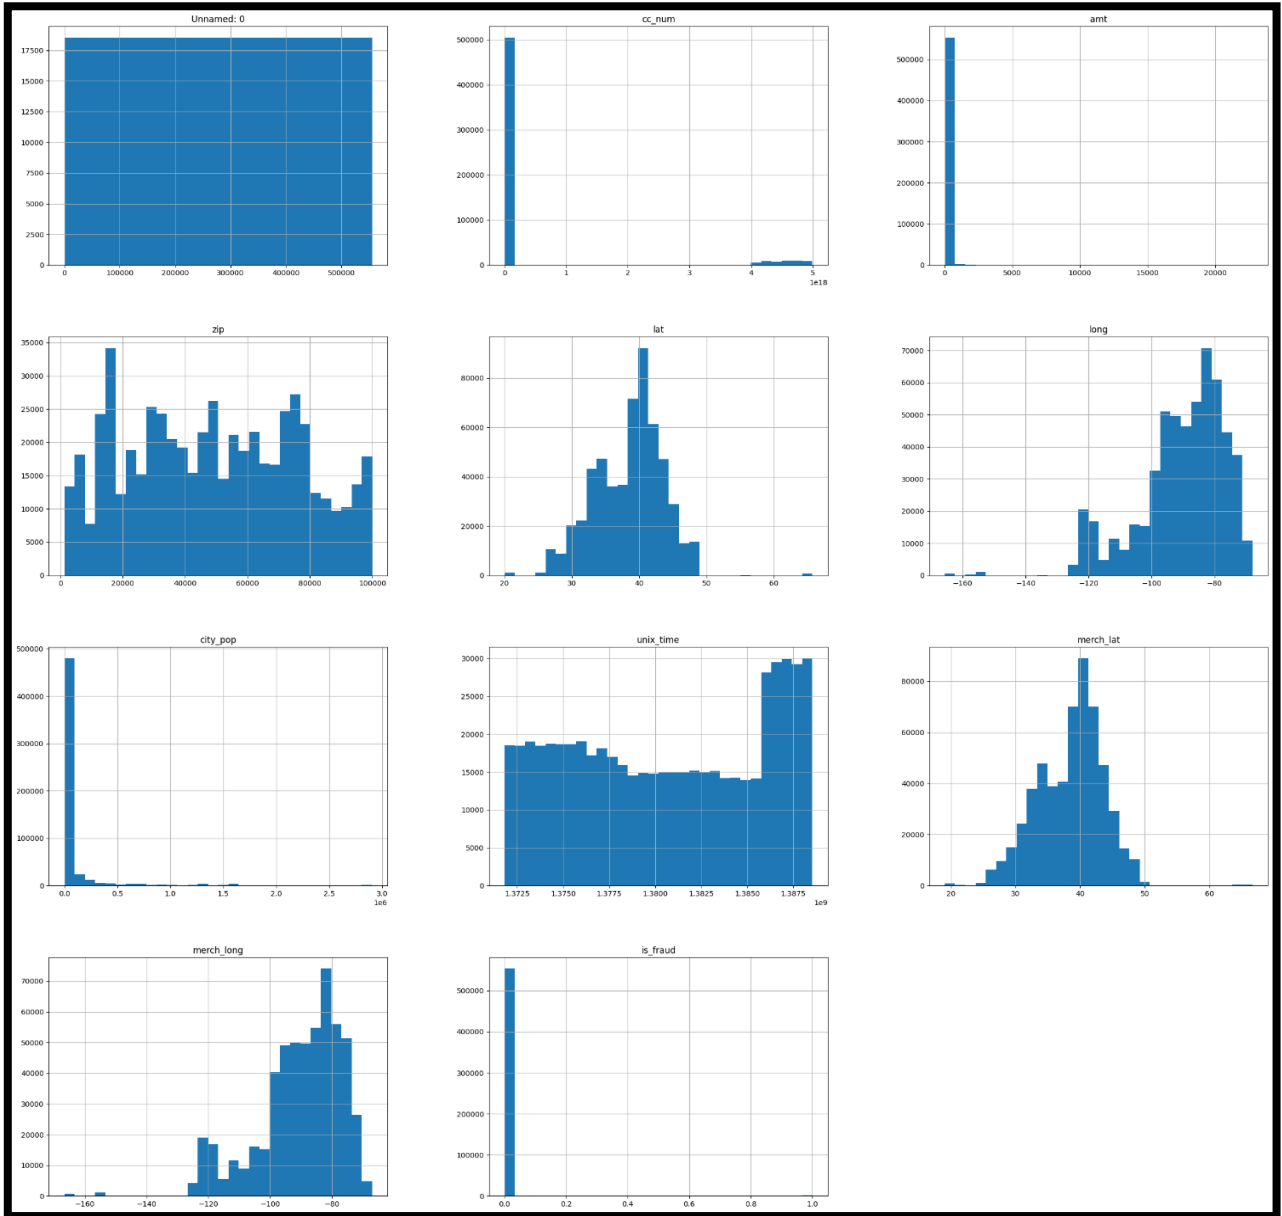 Unnamed: 0
17500
15000
12500
10000
7500
5000
2500
0
0 100000 200000 300000 400000 500000
cc_num
500000
400000
300000
200000
100000
0
0 1 2 3 4 5
1e18
amt
500000
400000
300000
200000
100000
0
0 5000 10000 15000 20000
zip
35000
30000
25000
20000
15000
10000
5000
0
0 20000 40000 60000 80000 100000
lat
80000
60000
40000
20000
0
20 30 40 50 60
long
70000
60000
50000
40000
30000
20000
10000
0
−160 −140 −120 −100 −80
city_pop
500000
400000
300000
200000
100000
0
0.0 0.5 1.0 1.5 2.0 2.5 3.0
1e6
unix_time
30000
25000
20000
15000
10000
5000
0
1.3725 1.3750 1.3775 1.3800 1.3825 1.3850 1.3875
1e9
merch_lat
80000
60000
40000
20000
0
20 30 40 50 60
merch_long
70000
60000
50000
40000
30000
20000
10000
0
−160 −140 −120 −100 −80
is_fraud
500000
400000
300000
200000
100000
0
0.0 0.2 0.4 0.6 0.8 1.0